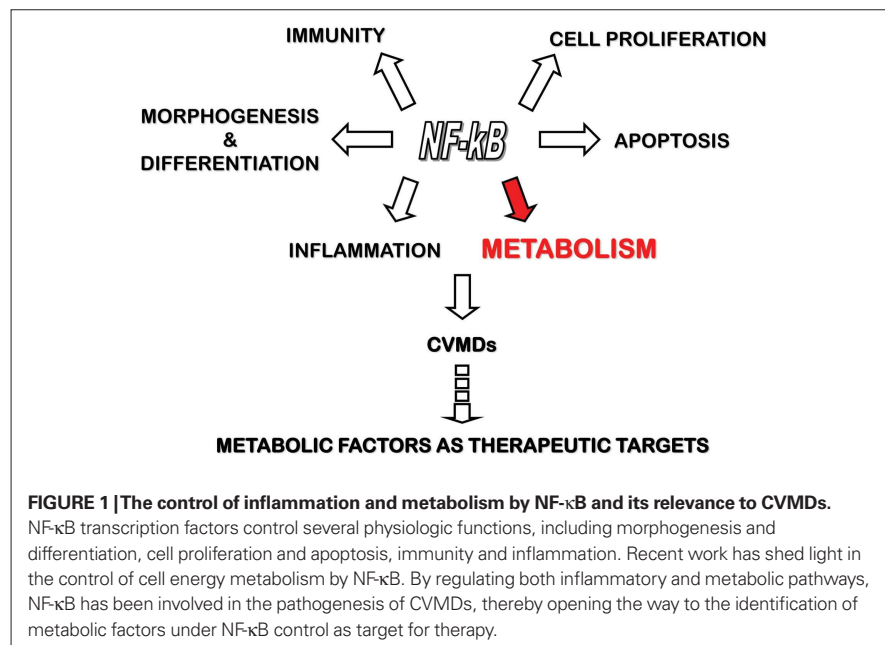 IMMUNITY
CELL PROLIFERATION
MORPHOGENESIS
&
DIFFERENTIATION
NF-kB
APOPTOSIS
INFLAMMATION
METABOLISM
CVMDs
METABOLIC FACTORS AS THERAPEUTIC TARGETS
FIGURE 1 | The control of inflammation and metabolism by NF-κB and its relevance to CVMDs.
NF-κB transcription factors control several physiologic functions, including morphogenesis and
differentiation, cell proliferation and apoptosis, immunity and inflammation. Recent work has shed light in
the control of cell energy metabolism by NF-κB. By regulating both inflammatory and metabolic pathways,
NF-κB has been involved in the pathogenesis of CVMDs, thereby opening the way to the identification of
metabolic factors under NF-κB control as target for therapy.